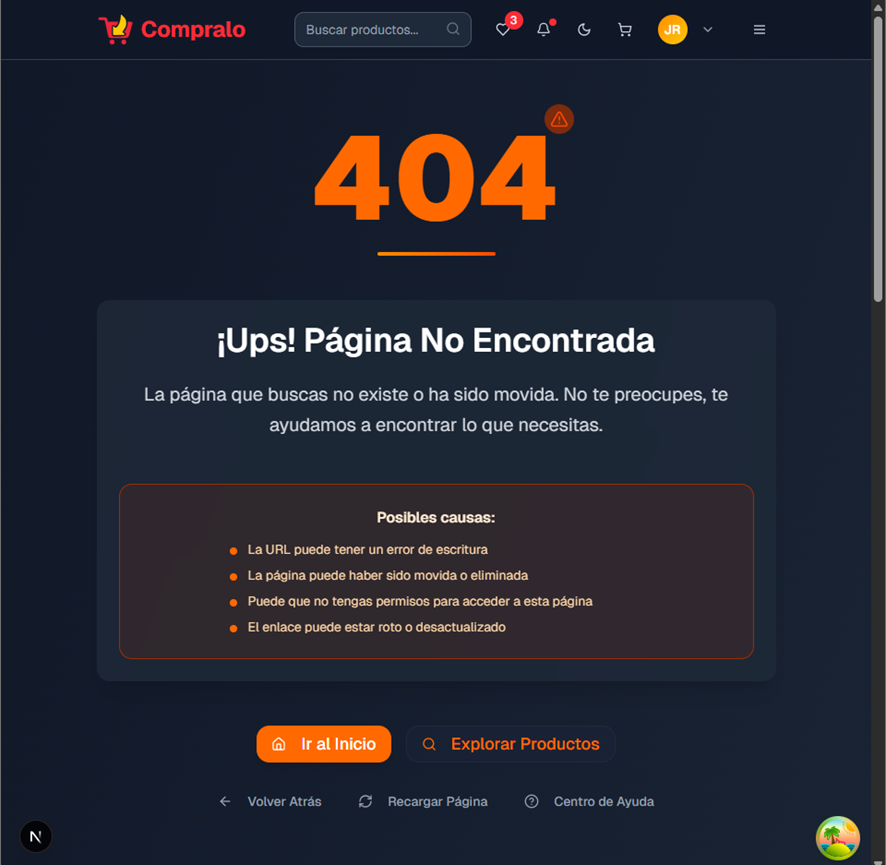 Compralo
Buscar productos...
3
JR
404
¡Ups! Página No Encontrada
La página que buscas no existe o ha sido movida. No te preocupes, te
ayudamos a encontrar lo que necesitas.
Posibles causas:
La URL puede tener un error de escritura
La página puede haber sido movida o eliminada
Puede que no tengas permisos para acceder a esta página
El enlace puede estar roto o desactualizado
Ir al Inicio
Explorar Productos
Volver Atrás
Recargar Página
Centro de Ayuda
N